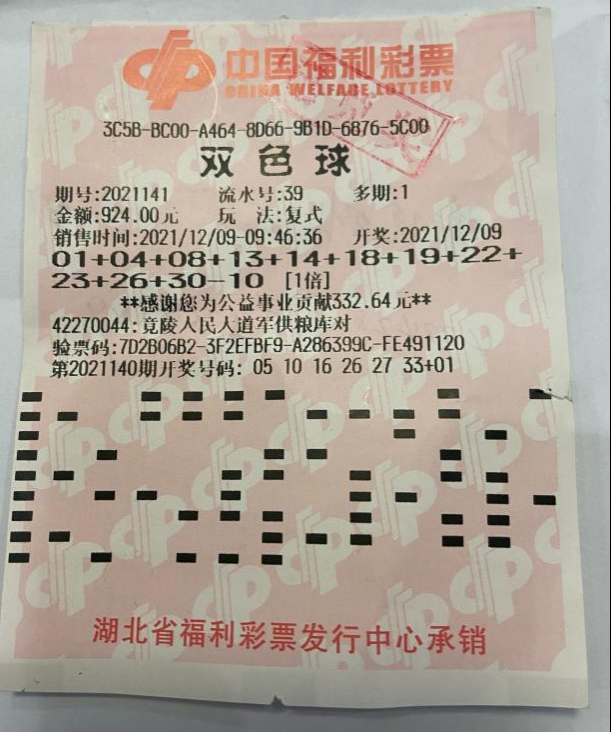 中国福利彩票
CHINA WELFARE LOTTERY
3C5B-BC00-A464-8D66-9B1D-6876-5C00
双色球
期号:2021141 流水号:39 多期:1
金额:924.00元 玩 法:复式
销售时间:2021/12/09-09:46:36 开奖:2021/12/09
01+04+08+13+14+18+19+22+
23+26+30-10 [1倍]
**感谢您为公益事业贡献332.64元**
42270044:竟陵人民人道军供粮库对
验票码:7D2B06B2-3F2EFBF9-A286399C-FE491120
第2021140期开奖号码: 05 10 16 26 27 33+01
湖北省福利彩票发行中心承销